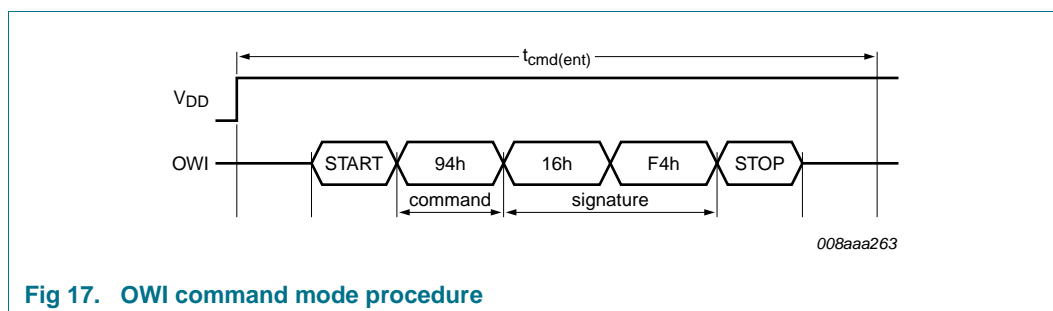 tcmd(ent)
VDD
OWI START 94h 16h F4h STOP
command signature
008aaa263
Fig 17. OWI command mode procedure